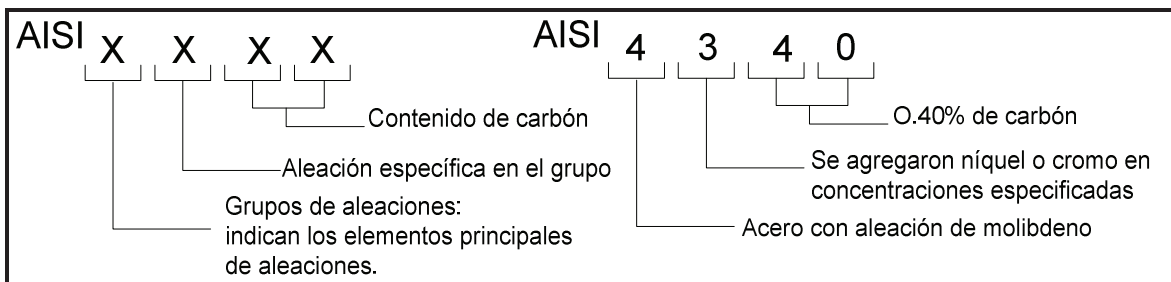 AISI X X X X
Contenido de carbón
Aleación específica en el grupo
Grupos de aleaciones:
indican los elementos principales
de aleaciones.
AISI 4 3 4 0
O.40% de carbón
Se agregaron níquel o cromo en
concentraciones especificadas
Acero con aleación de molibdeno